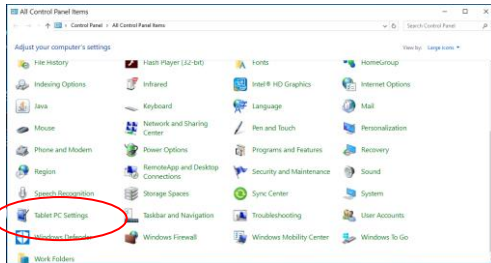 All Control Panel Items
Control Panel > All Control Panel Items
Search Control Panel
Adjust your computer's settings
View by: Large icons
File History
Flash Player (32-bit)
Fonts
HomeGroup
Indexing Options
Infrared
Intel® HD Graphics
Internet Options
Java
Keyboard
Language
Mail
Mouse
Network and Sharing
Center
Pen and Touch
Personalization
Phone and Modem
Power Options
Programs and Features
Recovery
Region
RemoteApp and Desktop
Connections
Security and Maintenance
Sound
Speech Recognition
Storage Spaces
Sync Center
System
Tablet PC Settings
Taskbar and Navigation
Troubleshooting
User Accounts
Windows Defender
Windows Firewall
Windows Mobility Center
Windows To Go
Work Folders